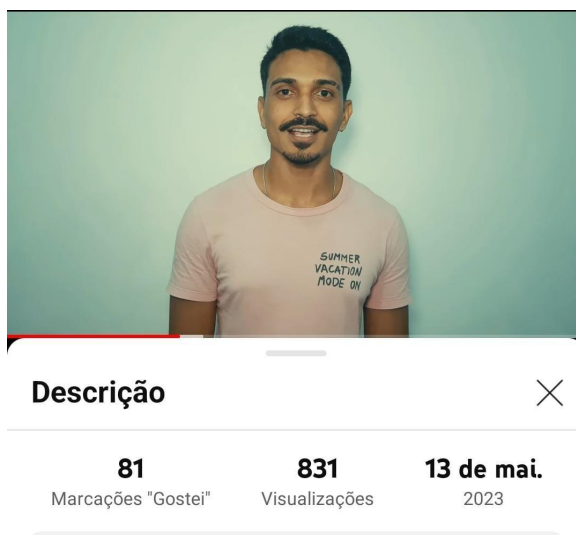 SUMMER
VACATION
MODE ON
Descrição
81 831 13 de mai.
Marcações "Gostei" Visualizações 2023